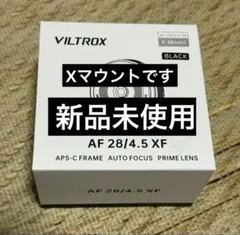 VILTROX
X-Mount
BLACK
Xマウントです
新品未使用
AF 28/4.5 XF
APS-C FRAME AUTO FOCUS PRIME LENS